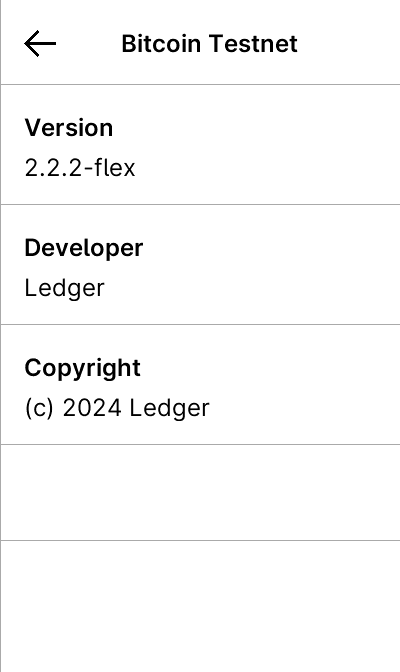 Bitcoin Testnet
Version
2.2.2-flex
Developer
Ledger
Copyright
(c) 2024 Ledger